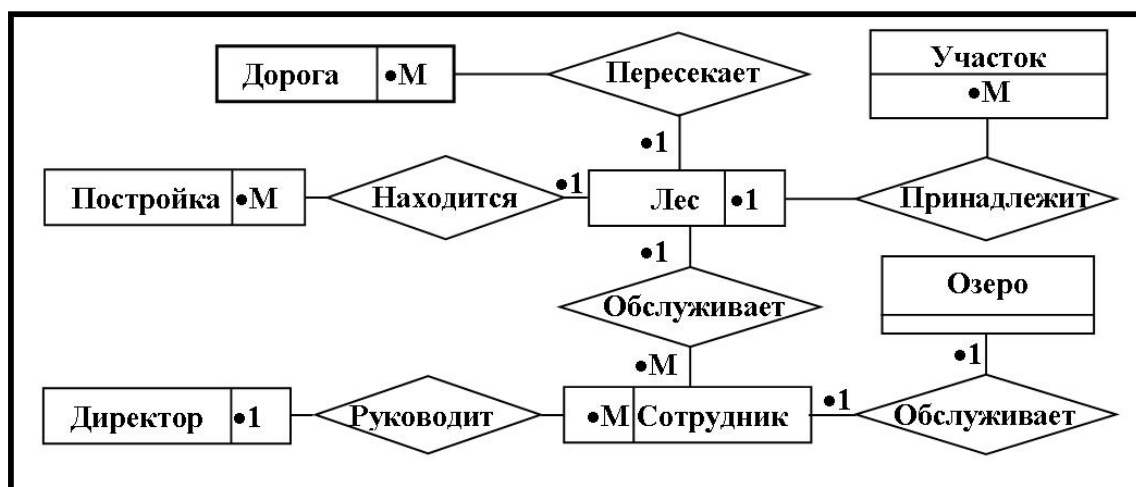 Дорога •М Пересекает Участок
•М
•1
Постройка •М Находится •1 Лес •1 Принадлежит
•1
Обслуживает Озеро
•М •1
Директор •1 Руководит •М Сотрудник •1 Обслуживает